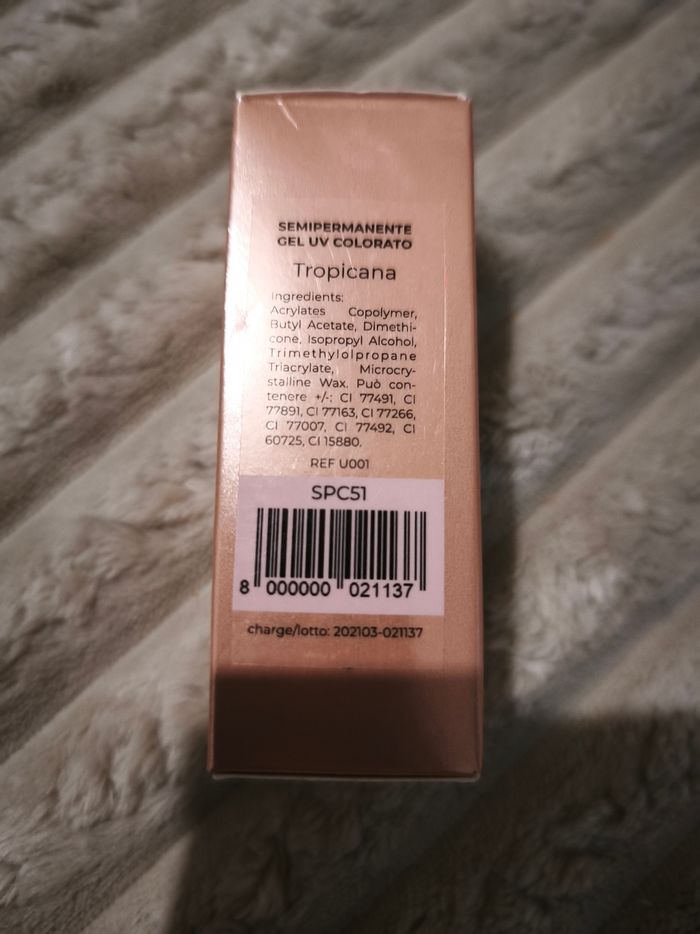 SEMIPERMANENTE
GEL UV COLORATO
Tropicana
Ingredients:
Acrylates Copolymer,
Butyl Acetate, Dimethi-
cone, Isopropyl Alcohol,
Trimethylolpropane
Triacrylate, Microcry-
stalline Wax. Può con-
tenere +/-: CI 77491, CI
77891, CI 77163, CI 77266,
CI 77007, CI 77492, CI
60725, CI 15880.
REF U001
SPC51
8 000000 021137
charge/lotto: 202103-021137